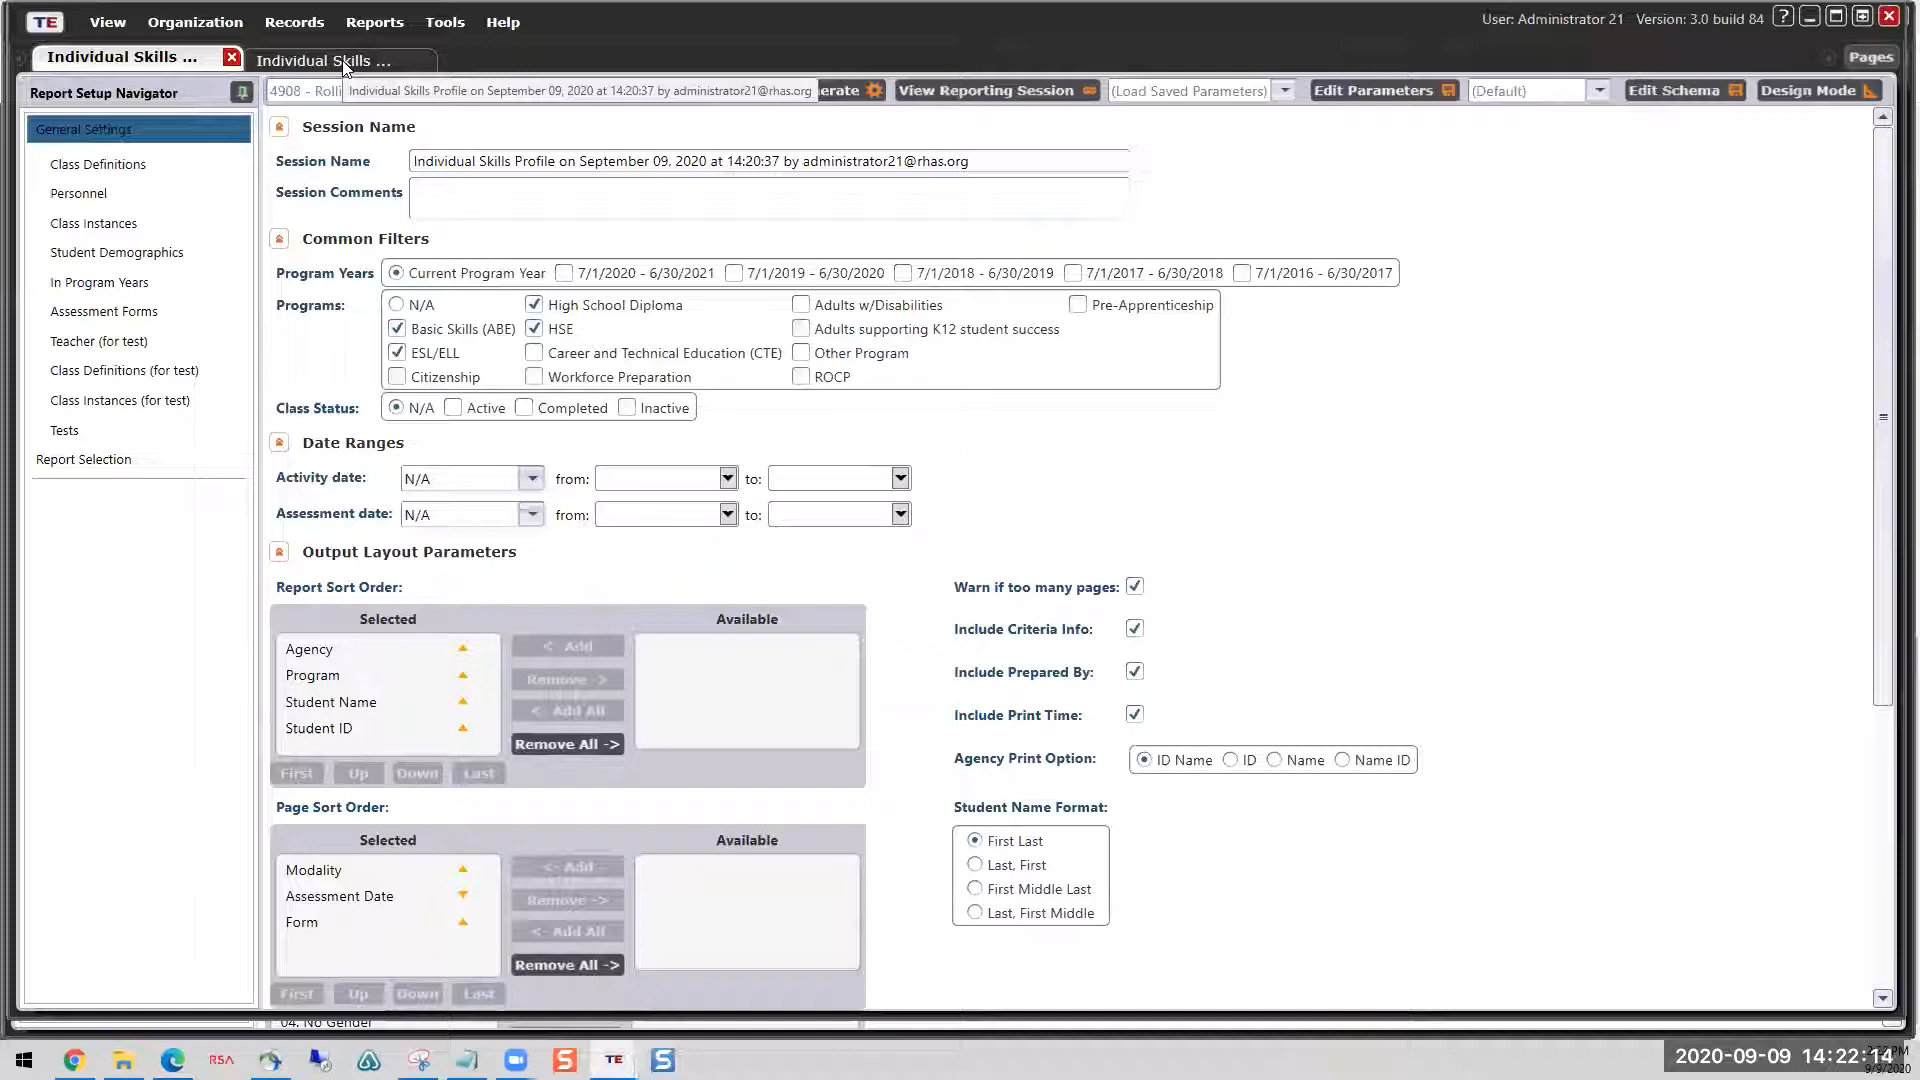 TE View Organization Records Reports Tools Help User: Administrator 21 Version: 3.0 build 84 ?
Individual Skills ... Individual Skills ... Pages
Report Setup Navigator 4908 - Rolli Individual Skills Profile on September 09, 2020 at 14:20:37 by administrator21@rhas.org erate View Reporting Session (Load Saved Parameters) Edit Parameters (Default) Edit Schema Design Mode
General Settings
Class Definitions
Personnel
Class Instances
Student Demographics
In Program Years
Assessment Forms
Teacher (for test)
Class Definitions (for test)
Class Instances (for test)
Tests
Report Selection
Session Name
Session Name Individual Skills Profile on September 09, 2020 at 14:20:37 by administrator21@rhas.org
Session Comments
Common Filters
Program Years Current Program Year 7/1/2020 - 6/30/2021 7/1/2019 - 6/30/2020 7/1/2018 - 6/30/2019 7/1/2017 - 6/30/2018 7/1/2016 - 6/30/2017
Programs: N/A High School Diploma Adults w/Disabilities Pre-Apprenticeship
Basic Skills (ABE) HSE Adults supporting K12 student success
ESL/ELL Career and Technical Education (CTE) Other Program
Citizenship Workforce Preparation ROCP
Class Status: N/A Active Completed Inactive
Date Ranges
Activity date: N/A from: to:
Assessment date: N/A from: to:
Output Layout Parameters
Report Sort Order: Warn if too many pages:
Selected Available
Agency < Add Include Criteria Info:
Program Remove -> Include Prepared By:
Student Name < Add All Include Print Time:
Student ID Remove All ->
First Up Down Last Agency Print Option: ID Name ID Name Name ID
Page Sort Order: Student Name Format:
Selected Available
Modality <- Add First Last
Assessment Date Remove -> Last, First
Form <- Add All First Middle Last
Remove All -> Last, First Middle
First Up Down Last
04. No Gender
RSA S TE S 2020-09-09 14:22:14
9/9/2020